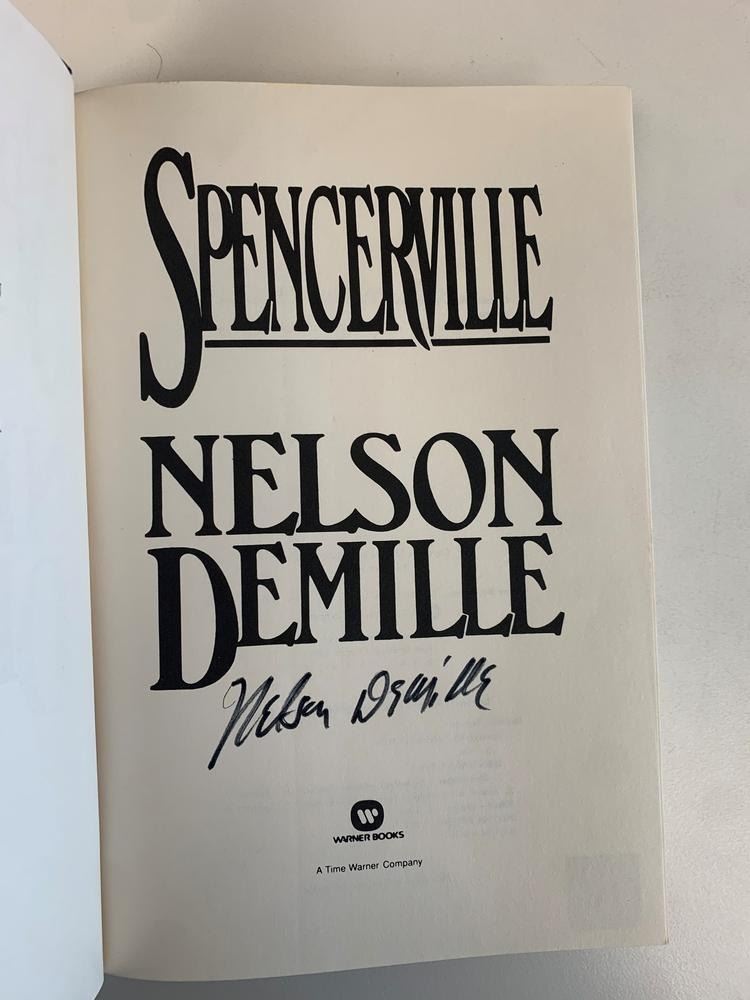 SPENCERVILLE
NELSON
DEMILLE
Nelson DeMille
WARNER BOOKS
A Time Warner Company